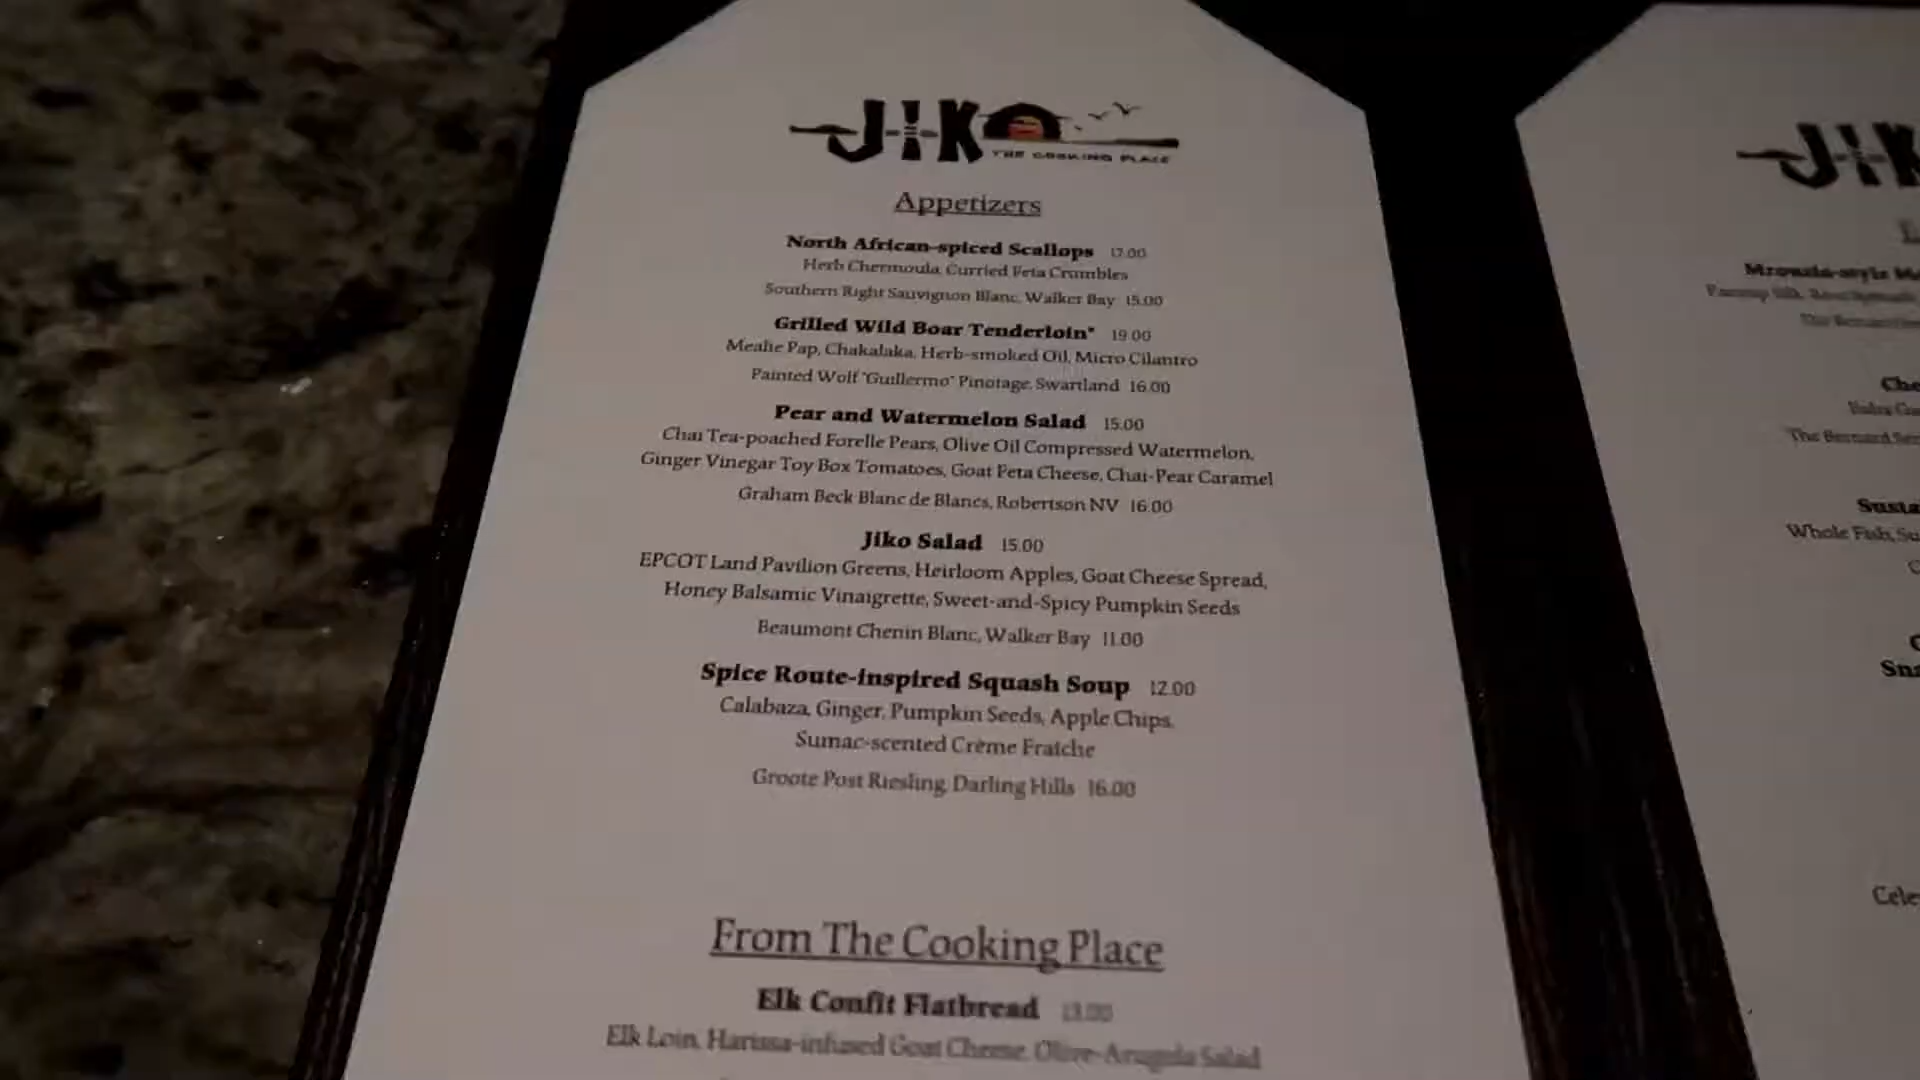 JIKO
THE COOKING PLACE
Appetizers
North African-spiced Scallops 17.00
Herb Chermoula, Curried Feta Crumbles
Southern Right Sauvignon Blanc, Walker Bay 15.00
Grilled Wild Boar Tenderloin* 19.00
Mealie Pap, Chakalaka, Herb-smoked Oil, Micro Cilantro
Painted Wolf "Guillermo" Pinotage, Swartland 16.00
Pear and Watermelon Salad 15.00
Chai Tea-poached Forelle Pears, Olive Oil Compressed Watermelon,
Ginger Vinegar Toy Box Tomatoes, Goat Feta Cheese, Chai-Pear Caramel
Graham Beck Blanc de Blancs, Robertson NV 16.00
Jiko Salad 15.00
EPCOT Land Pavilion Greens, Heirloom Apples, Goat Cheese Spread,
Honey Balsamic Vinaigrette, Sweet-and-Spicy Pumpkin Seeds
Beaumont Chenin Blanc, Walker Bay 11.00
Spice Route-inspired Squash Soup 12.00
Calabaza, Ginger, Pumpkin Seeds, Apple Chips,
Sumac-scented Crème Fraiche
Groote Post Riesling, Darling Hills 16.00
From The Cooking Place
Elk Confit Flatbread 13.00
Elk Loin, Harissa-infused Goat Cheese, Olive-Arugula Salad
JIK
The Bernard
Whole Fish,